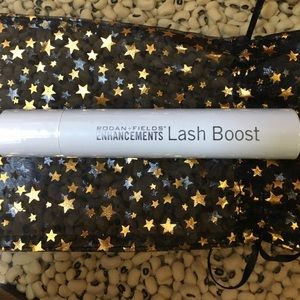 RODAN+FIELDS®
ENHANCEMENTS Lash Boost